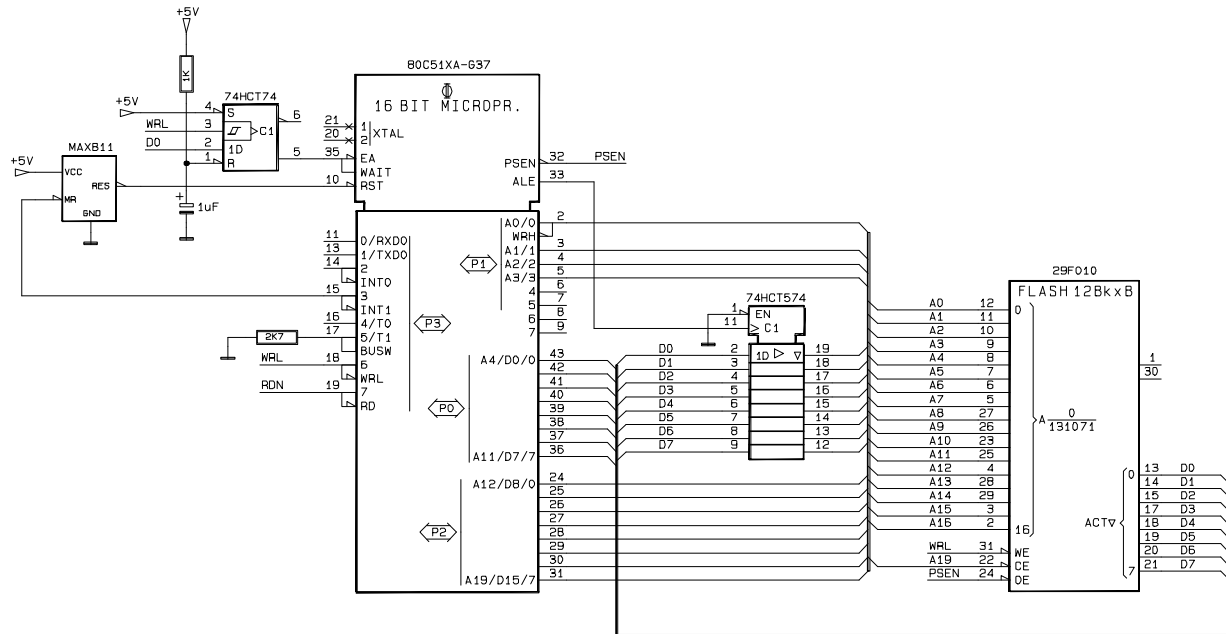 +5V
1K
80C51XA-G37
Φ
16 BIT MICROPR.
+5V
74HCT74
4 S 6
WRL 3 C1
D0 2 1D
1 R 5
+
1uF
+5V
MAX811
VCC
RES
MR
GND
21 1 XTAL
20 2
35 EA
WAIT
10 RST
PSEN 32 PSEN
ALE 33
11 0/RXD0
13 1/TXD0
14 2
INT0
15 3
INT1
16 4/T0
2K7 17 5/T1
BUSW
WRL 18 6
WRL
RDN 19 7
RD
P3
P1
A0/0 2
WRH
A1/1 3
A2/2 4
A3/3 5
4 6
5 7
6 8
7 9
P0
A4/D0/0 43
42
41
40
39
38
37
A11/D7/7 36
P2
A12/D8/0 24
25
26
27
28
29
30
A19/D15/7 31
74HCT574
1 EN
11 C1
D0 2 1D 19
D1 3 18
D2 4 17
D3 5 16
D4 6 15
D5 7 14
D6 8 13
D7 9 12
29F010
FLASH 128kx8
A0 12 0
A1 11
A2 10
A3 9
A4 8
A5 7
A6 6
A7 5
A8 27
A9 26
A10 23
A11 25
A12 4
A13 28
A14 29
A15 3
A16 2 16
A 0
131071
WRL 31 WE
A19 22 CE
PSEN 24 OE
1
30
ACT
0 13 D0
14 D1
15 D2
17 D3
18 D4
19 D5
20 D6
7 21 D7